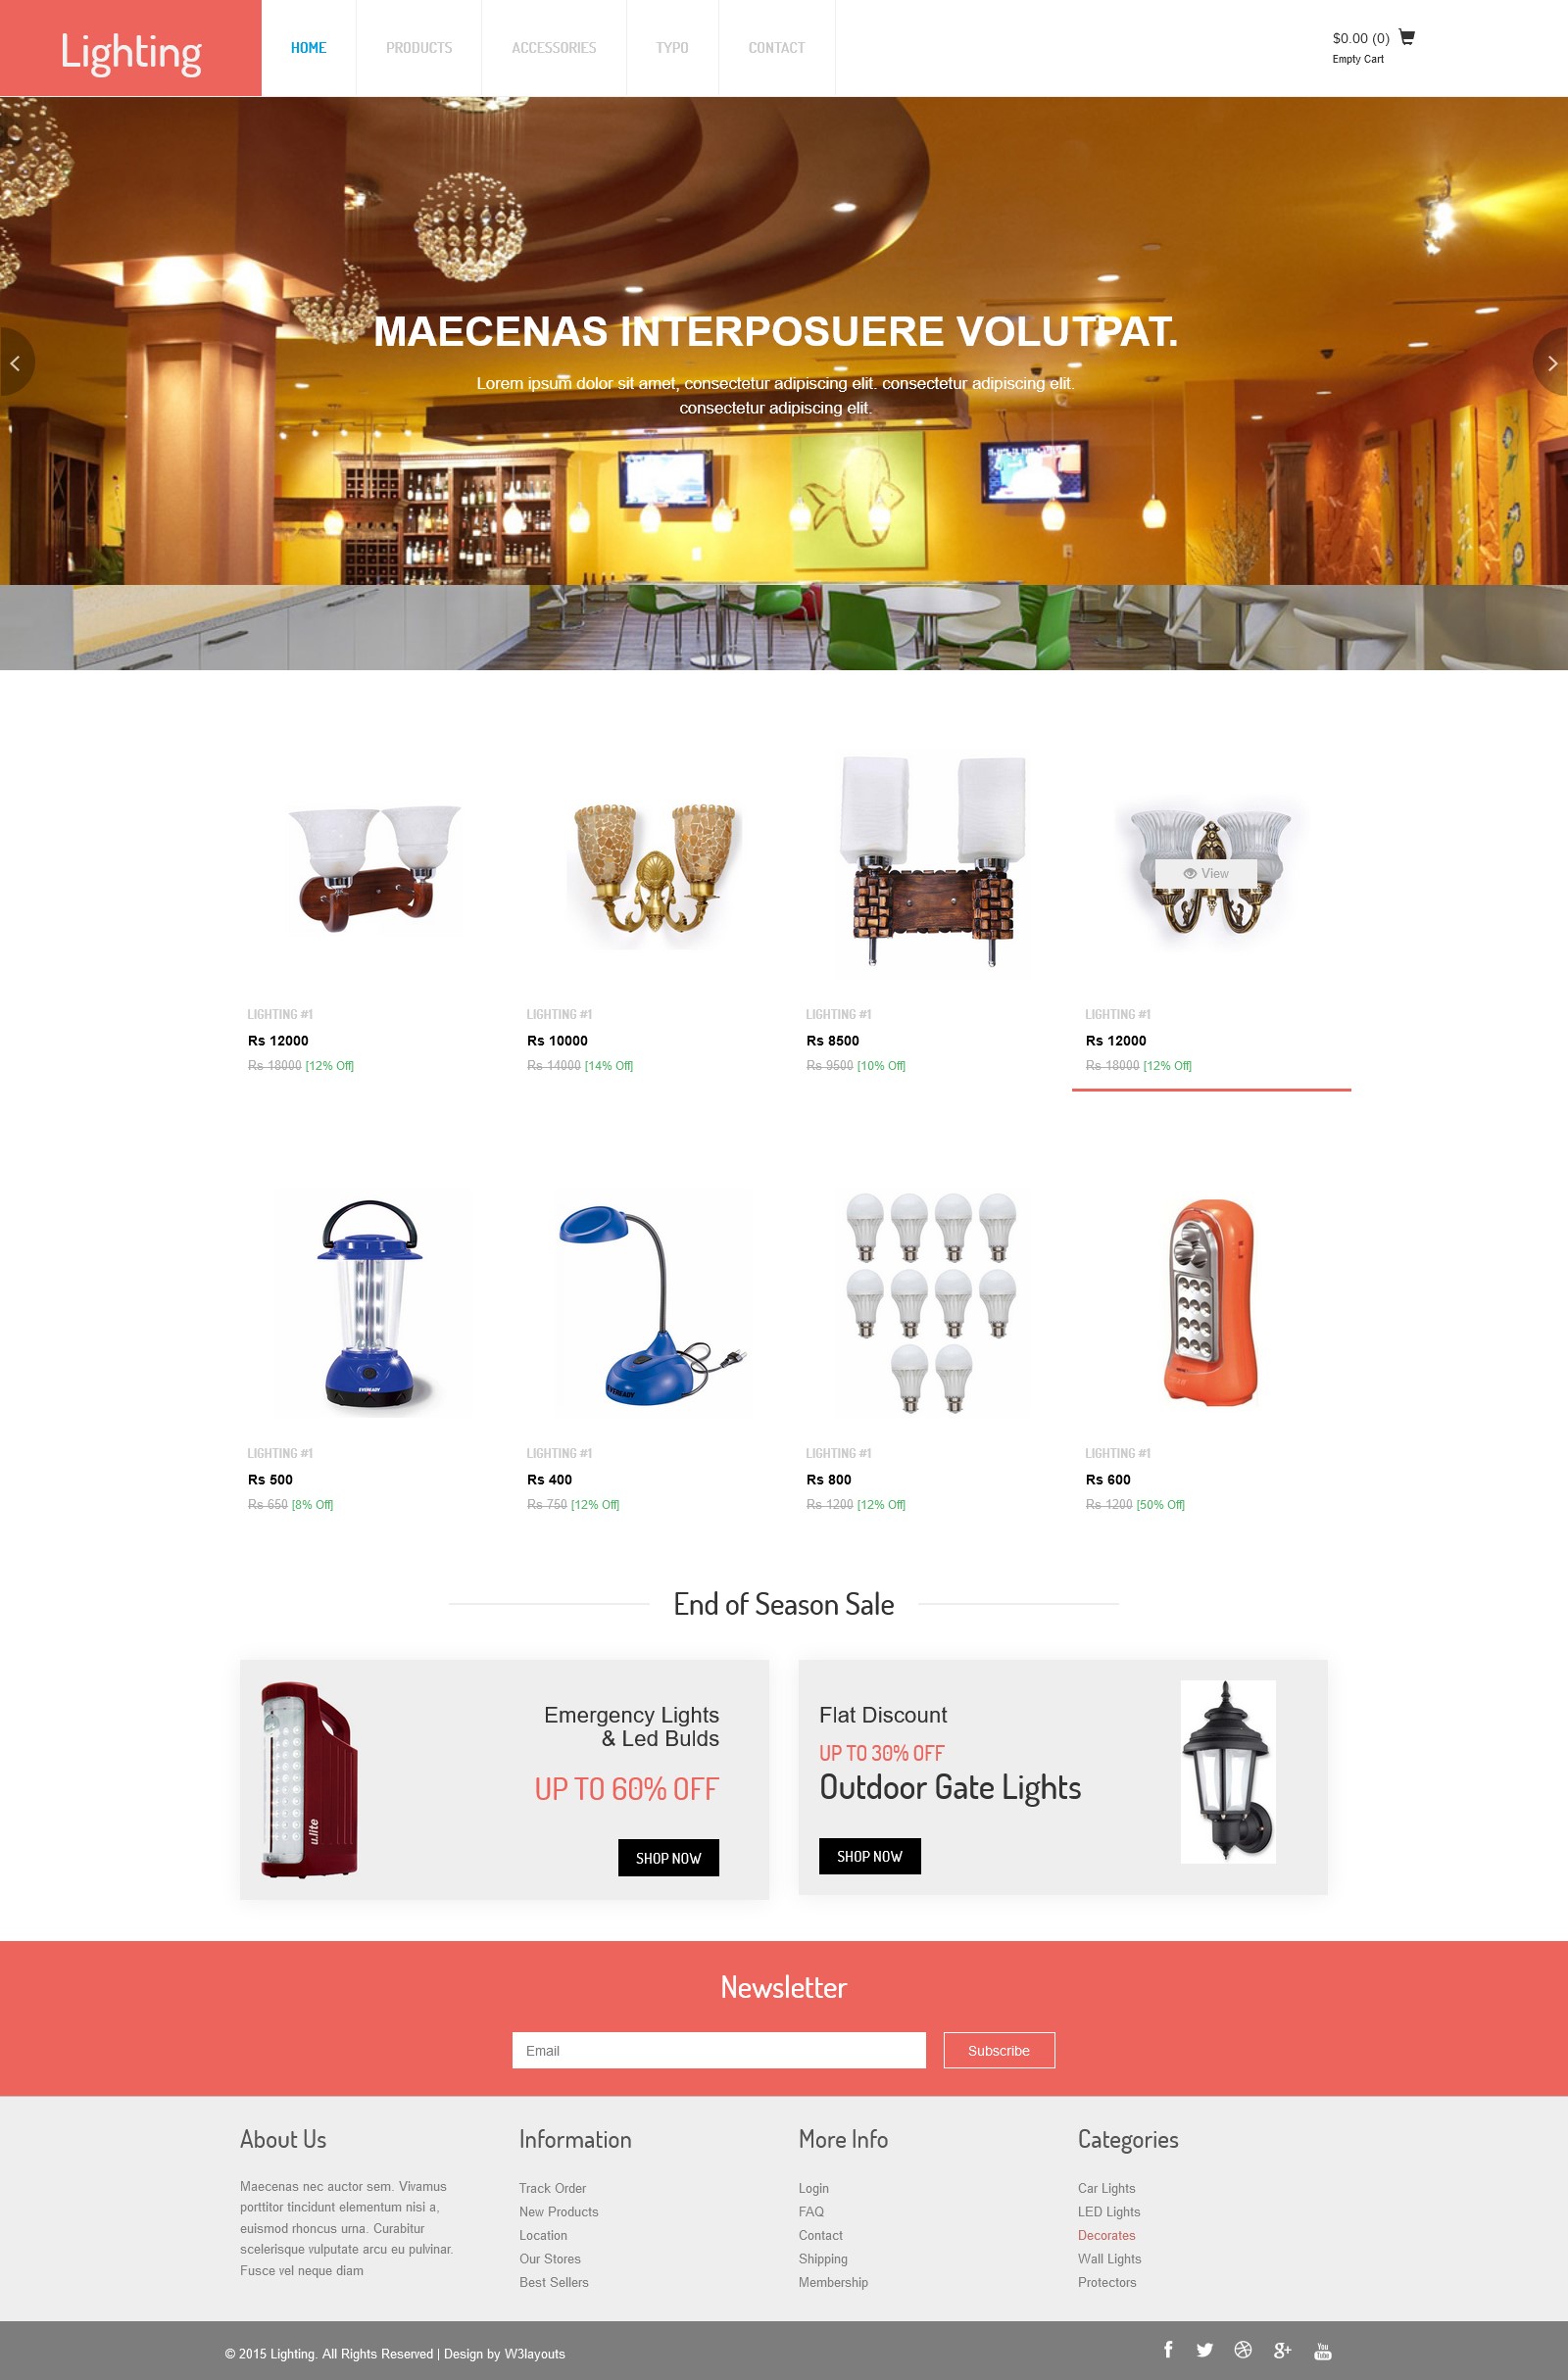 Lighting
HOME
PRODUCTS
ACCESSORIES
TYPO
CONTACT
$0.00 (0)
Empty Cart
MAECENAS INTERPOSUERE VOLUTPAT.
Lorem ipsum dolor sit amet, consectetur adipiscing elit. consectetur adipiscing elit.
consectetur adipiscing elit.
View
LIGHTING #1
Rs 12000
Rs 18000 [12% Off]
LIGHTING #1
Rs 10000
Rs 14000 [14% Off]
LIGHTING #1
Rs 8500
Rs 9500 [10% Off]
LIGHTING #1
Rs 12000
Rs 18000 [12% Off]
EVEREADY
EVEREADY
LIGHTING #1
Rs 500
Rs 650 [8% Off]
LIGHTING #1
Rs 400
Rs 750 [12% Off]
LIGHTING #1
Rs 800
Rs 1200 [12% Off]
LIGHTING #1
Rs 600
Rs 1200 [50% Off]
End of Season Sale
u.lite
Emergency Lights
& Led Bulds
UP TO 60% OFF
SHOP NOW
Flat Discount
UP TO 30% OFF
Outdoor Gate Lights
SHOP NOW
Newsletter
Email
Subscribe
About Us
Maecenas nec auctor sem. Vivamus
porttitor tincidunt elementum nisi a,
euismod rhoncus urna. Curabitur
scelerisque vulputate arcu eu pulvinar.
Fusce vel neque diam
Information
Track Order
New Products
Location
Our Stores
Best Sellers
More Info
Login
FAQ
Contact
Shipping
Membership
Categories
Car Lights
LED Lights
Decorates
Wall Lights
Protectors
© 2015 Lighting. All Rights Reserved | Design by W3layouts
You
Tube